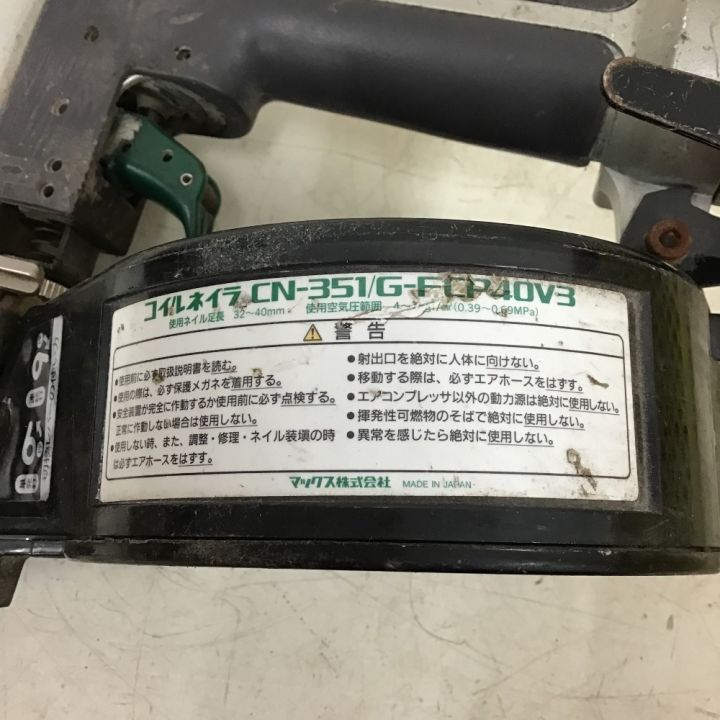 コイルネイラ CN-351/G-FCP40V3
使用ネイル足長 32～40mm 使用空気圧範囲 (0.39～0.69MPa)
警告
●使用前に必ず取扱説明書を読む。
●使用の際は、必ず保護メガネを着用する。
●安全装置が完全に作動するか使用前に必ず点検する。
正常に作動しない場合は使用しない。
●使用しない時、また、調整・修理・ネイル装填の時
は必ずエアホースをはずす。
●射出口を絶対に人体に向けない。
●移動する際は、必ずエアホースをはずす。
●エアコンプレッサ以外の動力源は絶対に使用しない。
●揮発性可燃物のそばで絶対に使用しない。
●異常を感じたら絶対に使用しない。
マックス株式会社 MADE IN JAPAN